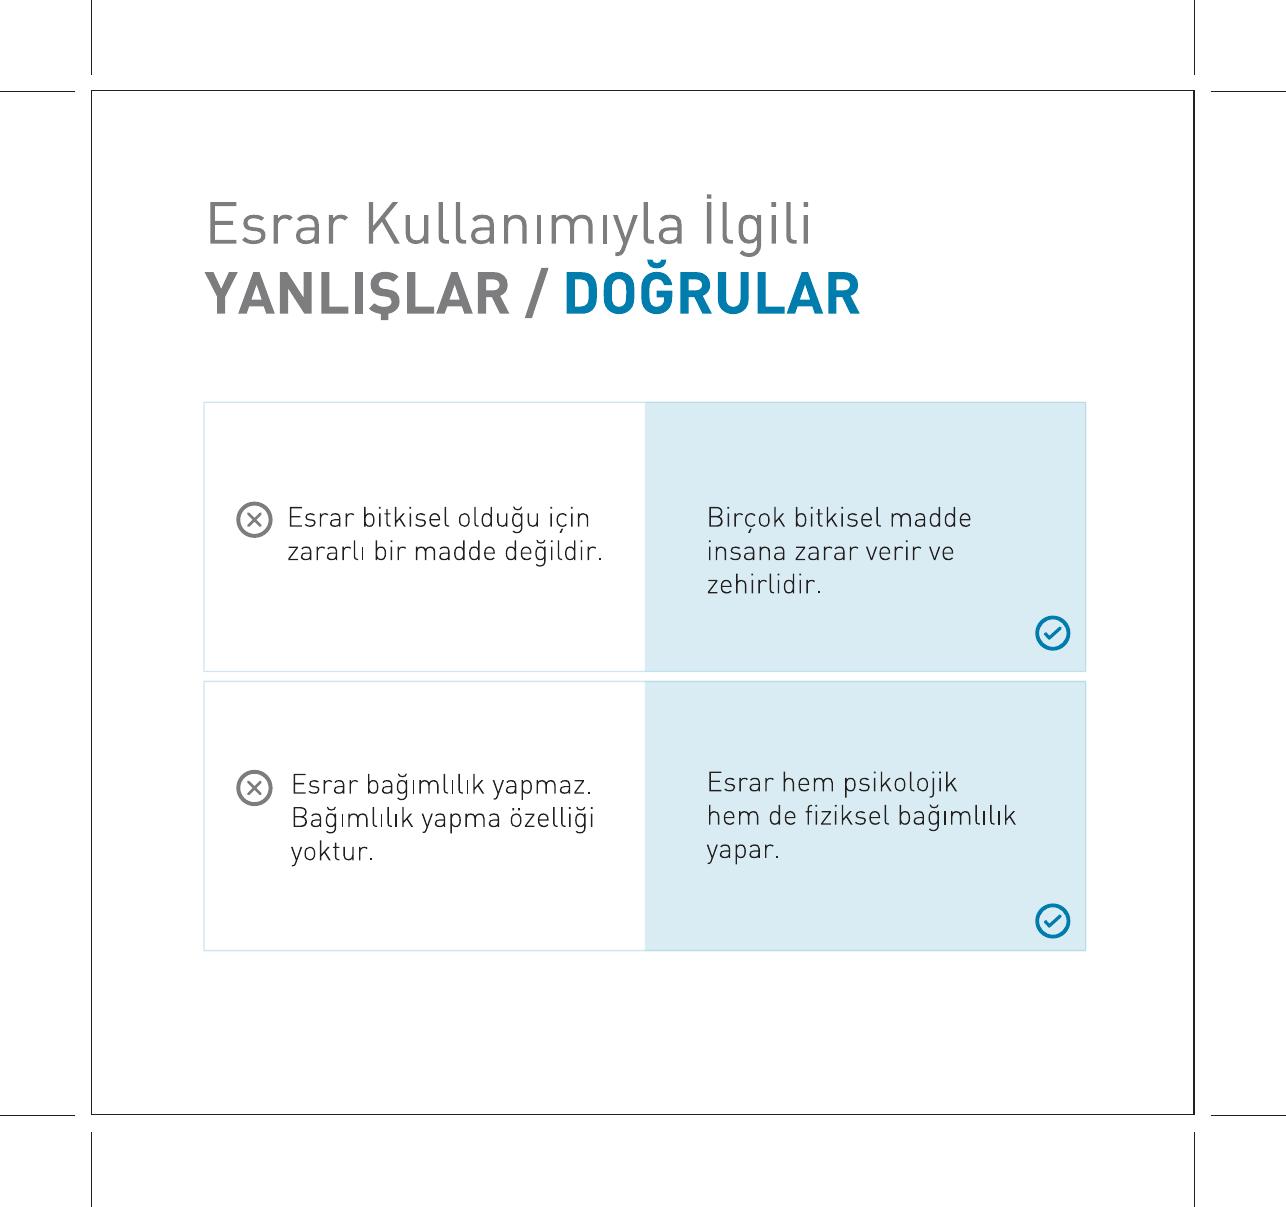 Esrar Kullanımıyla İlgili
YANLIŞLAR / DOĞRULAR
Esrar bitkisel olduğu için
zararlı bir madde değildir.
Birçok bitkisel madde
insana zarar verir ve
zehirlidir.
Esrar bağımlılık yapmaz.
Bağımlılık yapma özelliği
yoktur.
Esrar hem psikolojik
hem de fiziksel bağımlılık
yapar.